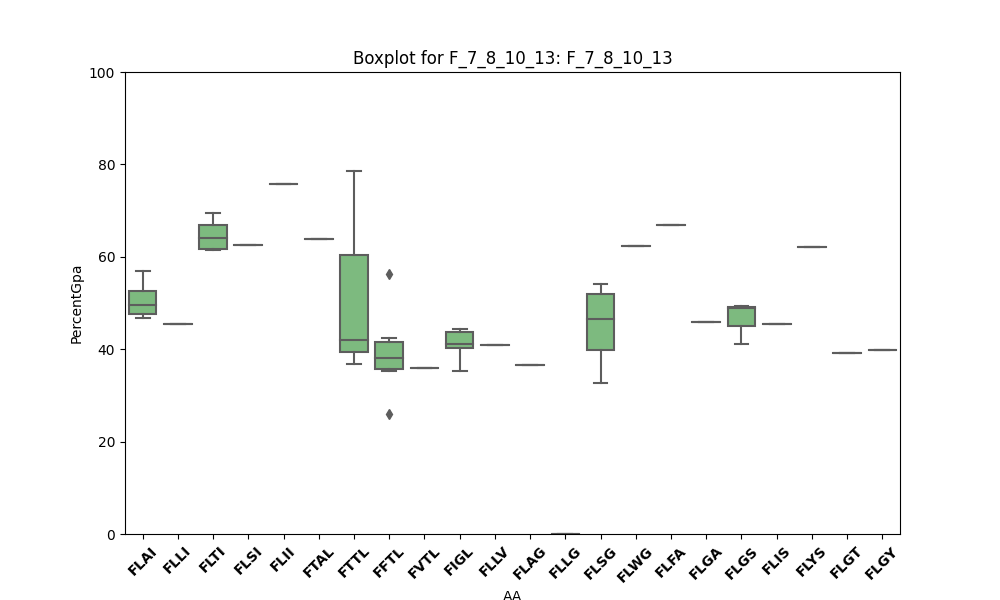 Boxplot for F_7_8_10_13: F_7_8_10_13
100
80
60
40
20
0
PercentGpa
FLAI FLLI FLTI FLSI FLII FTAL FTTL FFTL FVTL FIGL FLLV FLAG FLLG FLSG FLWG FLFA FLGA FLGS FLIS FLYS FLGT FLGY
AA